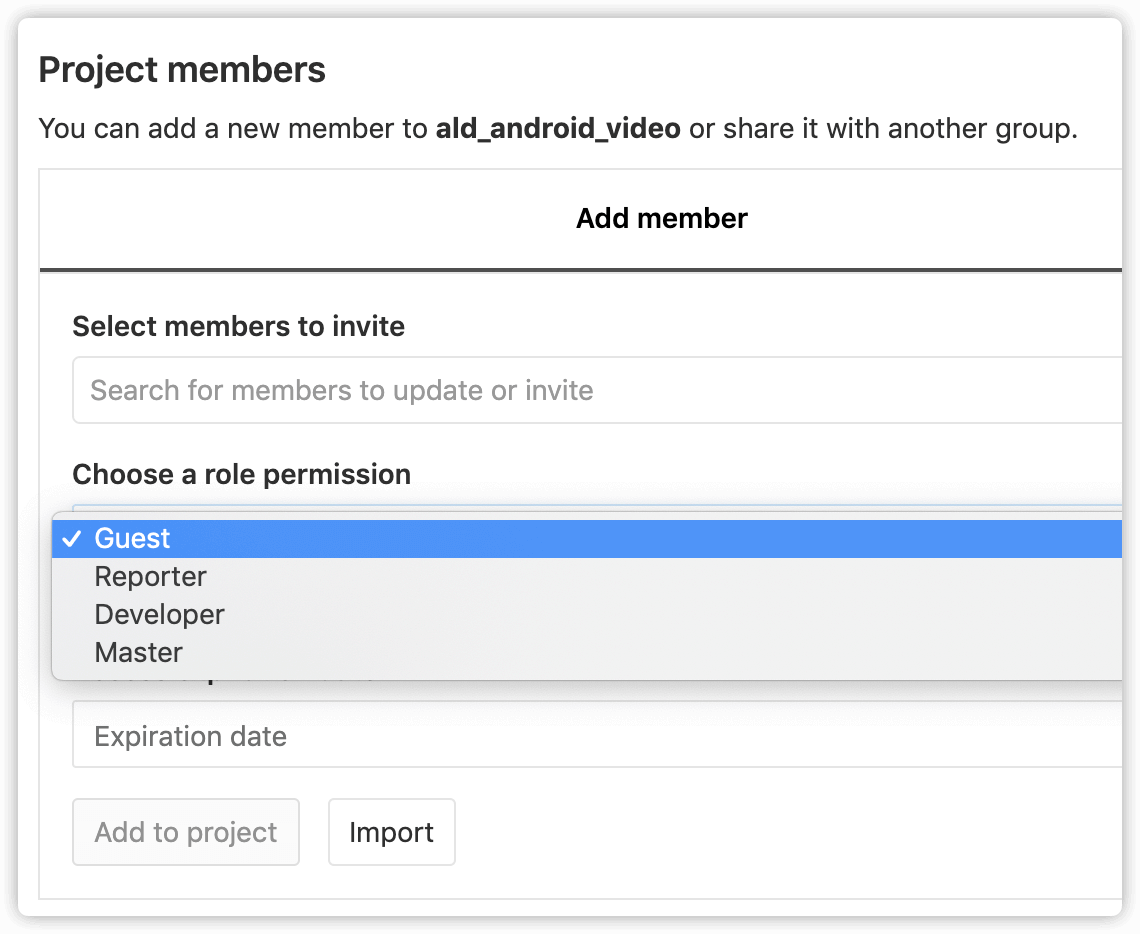 Project members
You can add a new member to ald_android_video or share it with another group.
Add member
Select members to invite
Search for members to update or invite
Choose a role permission
✓ Guest
Reporter
Developer
Master
Expiration date
Add to project
Import